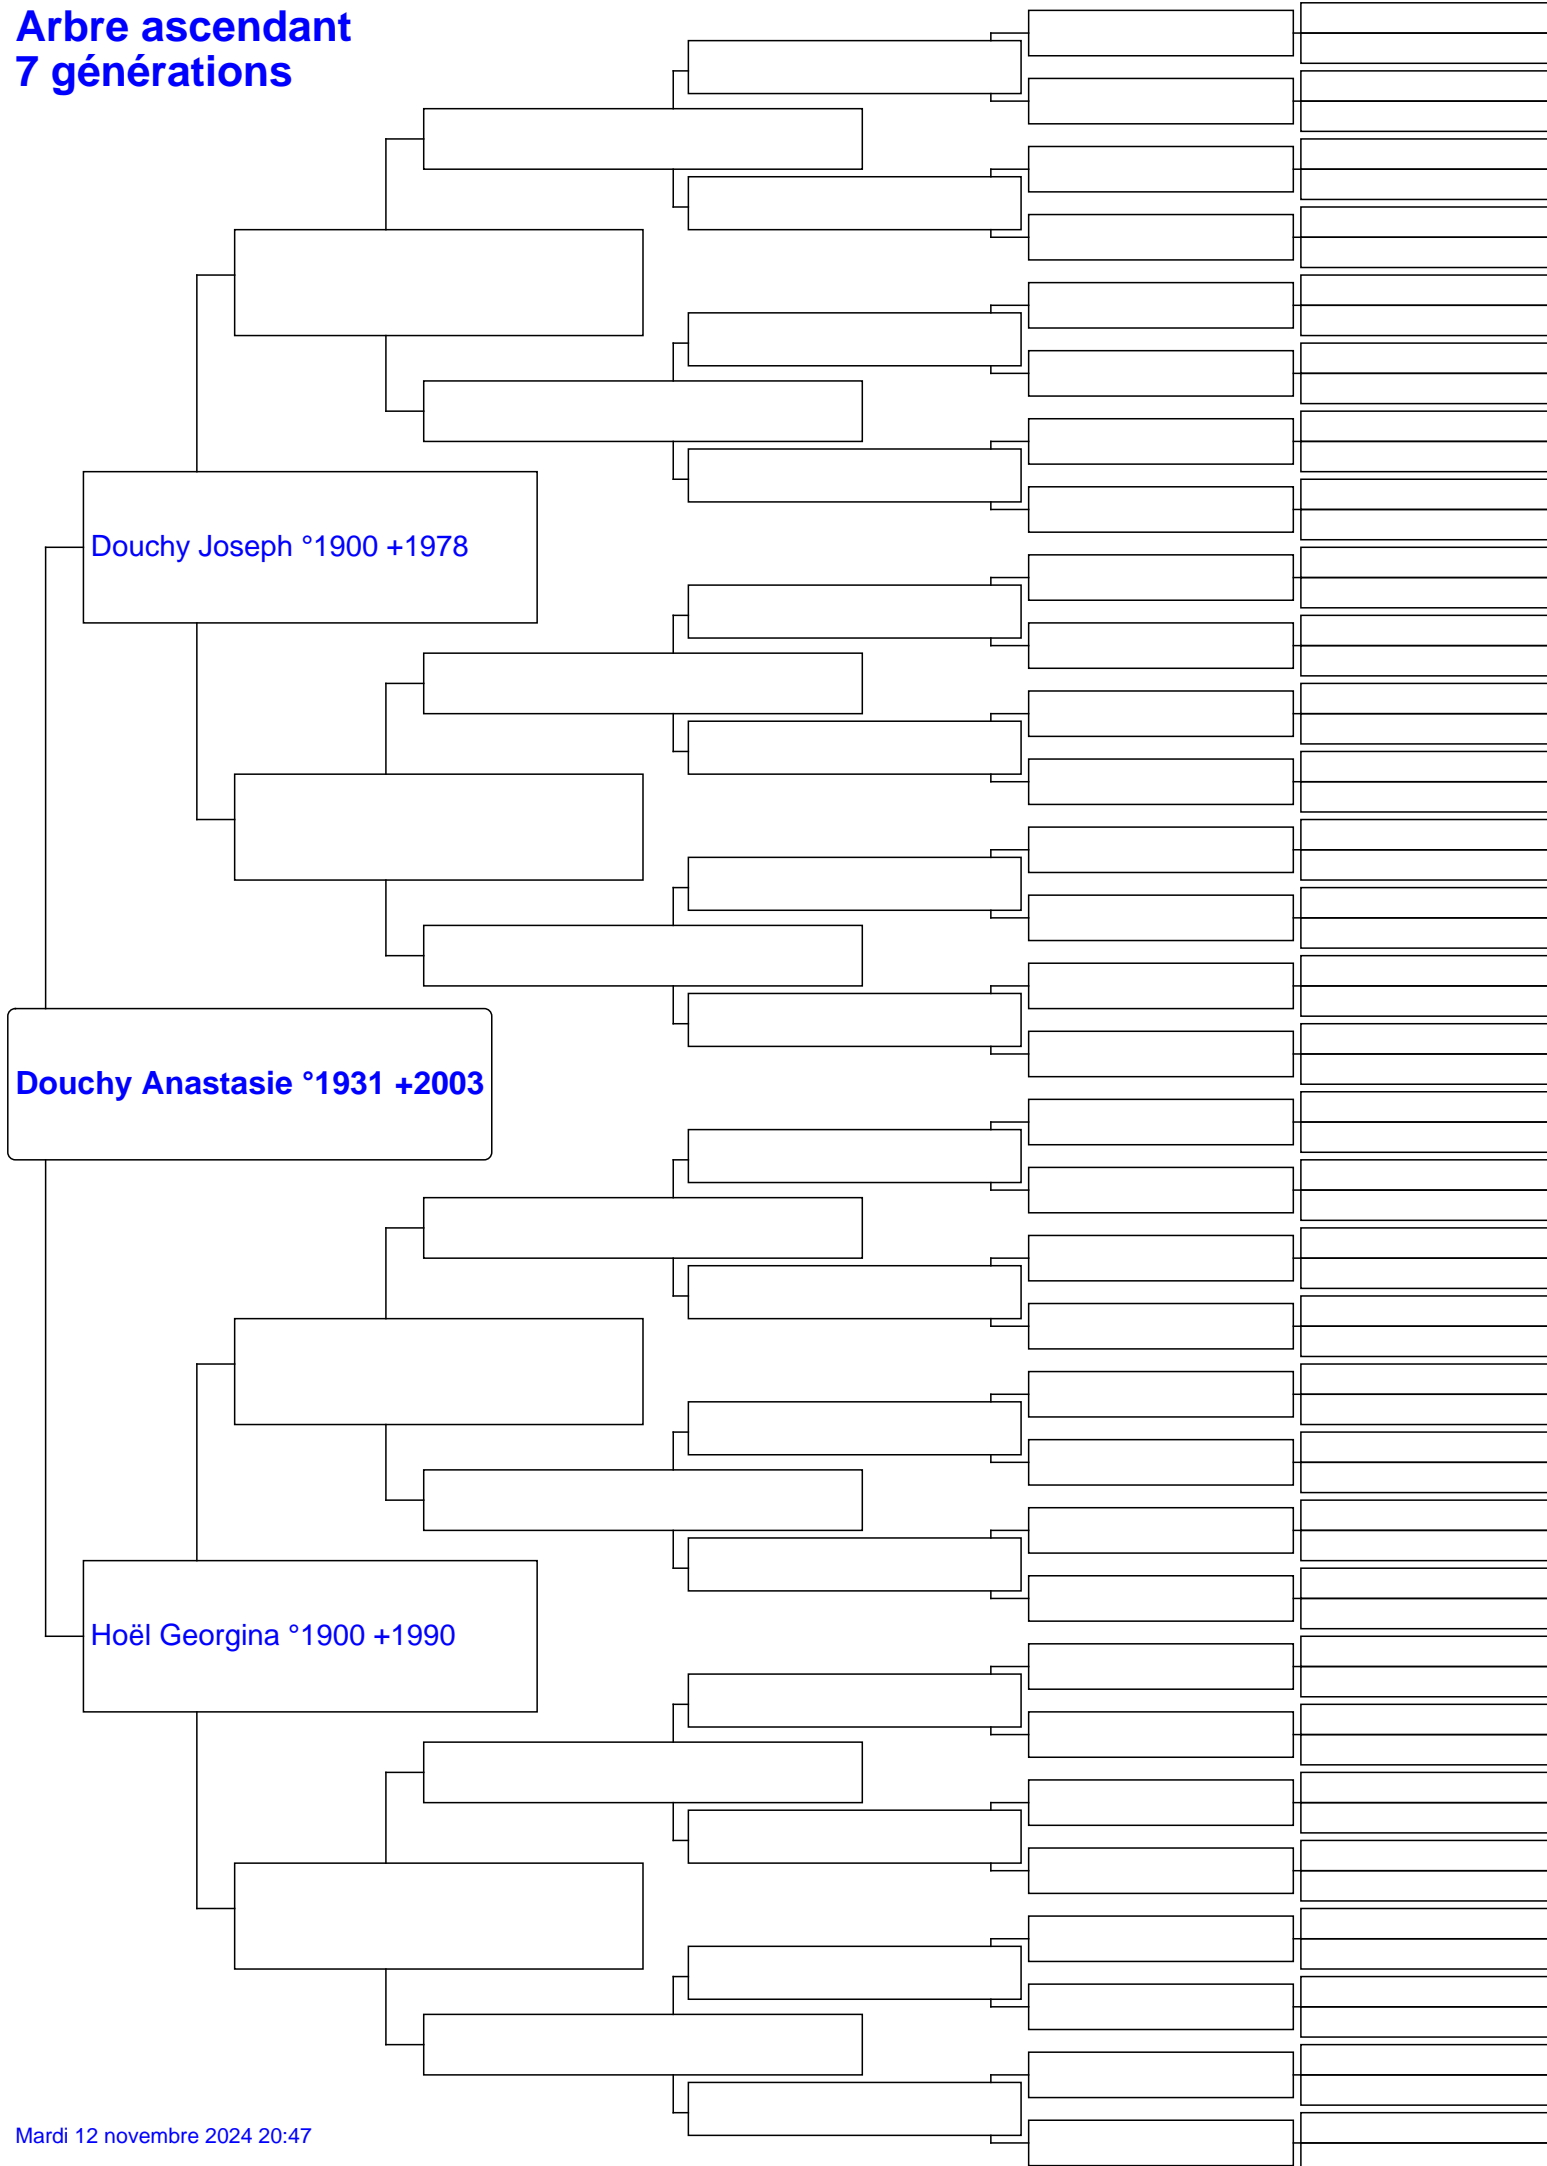 Arbre ascendant
7 générations
Douchy Joseph °1900 +1978
Douchy Anastasie °1931 +2003
Hoël Georgina °1900 +1990
Mardi 12 novembre 2024 20:47